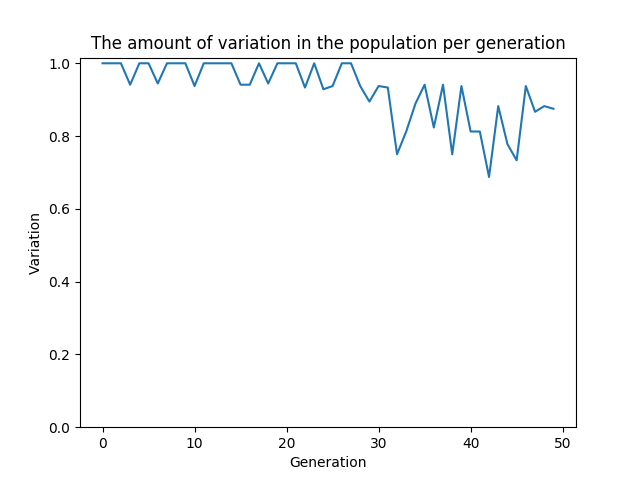 The amount of variation in the population per generation
1.0
0.8
0.6
0.4
0.2
0.0
Variation
0 10 20 30 40 50
Generation